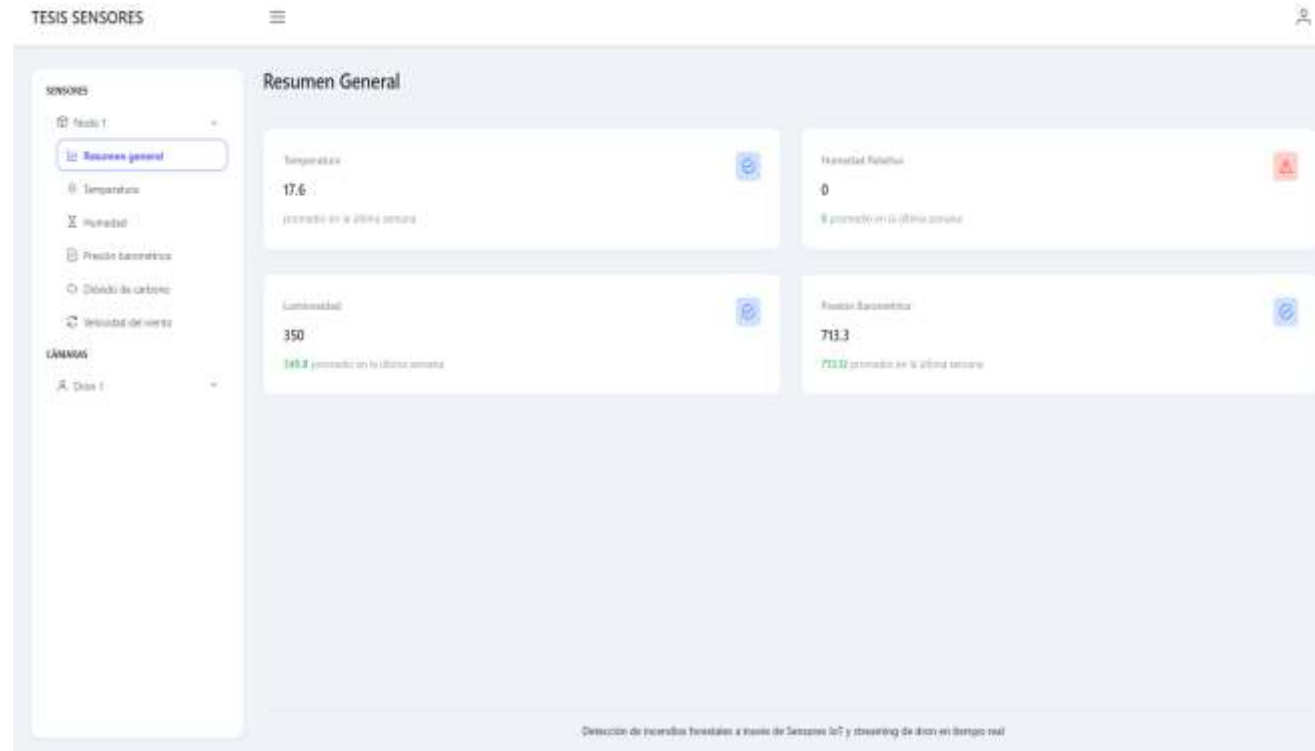 TESIS SENSORES
SENSORES
Nodo 1
Resumen general
Temperatura
Humedad
Presión barométrica
Dióxido de carbono
Velocidad del viento
CÁMARAS
Dron 1
Resumen General
Temperatura
17.6
promedio en la última semana
Humedad Relativa
0
0 promedio en la última semana
Luminosidad
350
349.8 promedio en la última semana
Presión Barométrica
713.3
promedio en la última semana
Detección de incendios forestales a través de Sensores IoT y streaming de dron en tiempo real